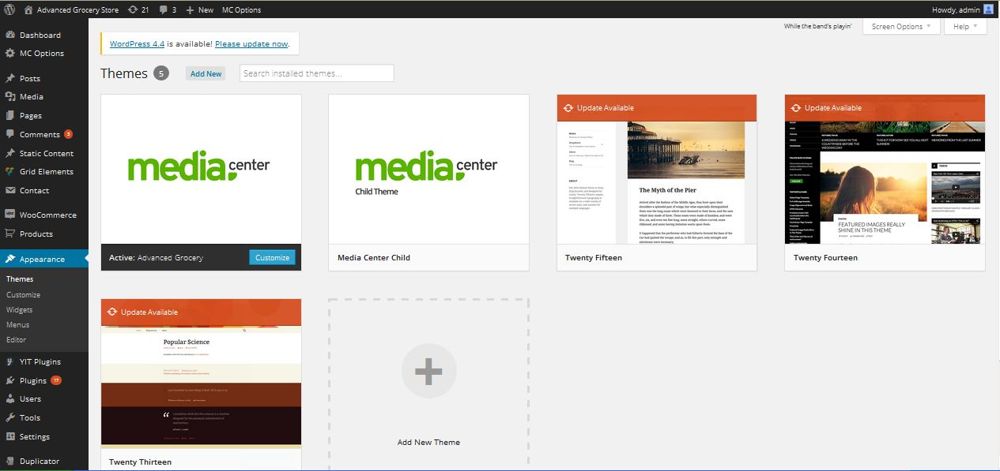 Advanced Grocery Store 21 3 New MC Options Howdy, admin
Dashboard
MC Options
Posts
Media
Pages
Comments 3
Static Content
Grid Elements
Contact
WooCommerce
Products
Appearance
Themes
Customize
Widgets
Menus
Editor
YIT Plugins
Plugins 17
Users
Tools
Settings
Duplicator
While the band's playin'
Screen Options
Help
WordPress 4.4 is available! Please update now.
Themes 5 Add New Search installed themes...
media center
Active: Advanced Grocery Customize
media center
Child Theme
Media Center Child
Update Available
ABOUT
The Myth of the Pier
Twenty Fifteen
Update Available
VIDEOS
FEATURED IMAGES REALLY
SHINE IN THIS THEME
Twenty Fourteen
Update Available
Popular Science
Twenty Thirteen
Add New Theme